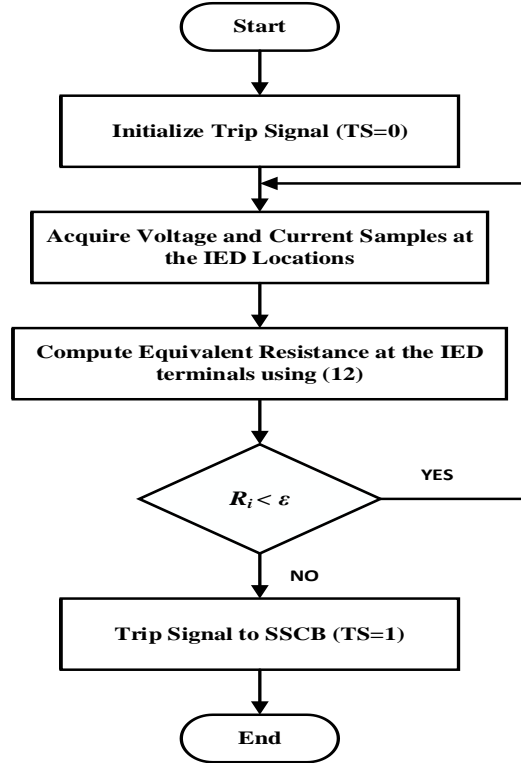 Start
Initialize Trip Signal (TS=0)
Acquire Voltage and Current Samples at
the IED Locations
Compute Equivalent Resistance at the IED
terminals using (12)
R_i < ε
YES
NO
Trip Signal to SSCB (TS=1)
End